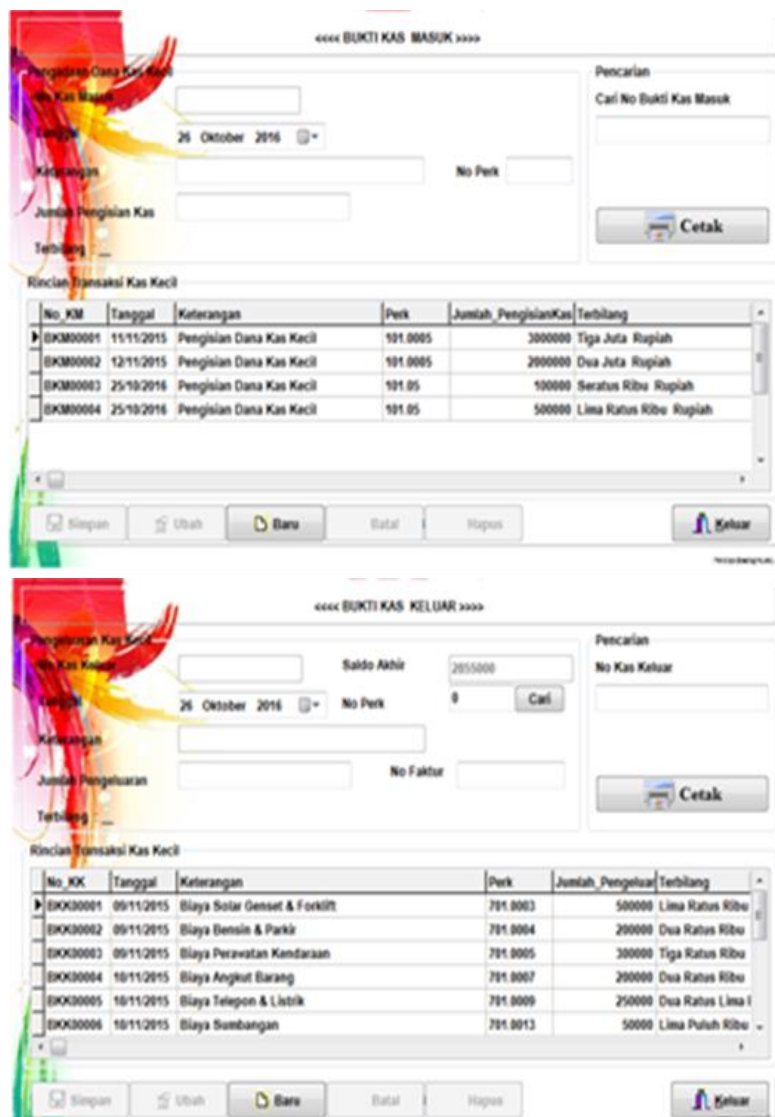 <<<< BUKTI KAS MASUK >>>>
Pengadaan Dana Kas Kecil
Pencarian
No Kas Masuk
Cari No Bukti Kas Masuk
Tanggal
26 Oktober 2016
Keterangan
No Perk
Jumlah Pengisian Kas
Cetak
Terbilang : __
Rincian Transaksi Kas Kecil
No_KM Tanggal Keterangan Perk Jumlah_PengisianKas Terbilang
BKM00001 11/11/2015 Pengisian Dana Kas Kecil 101.0005 3000000 Tiga Juta Rupiah
BKM00002 12/11/2015 Pengisian Dana Kas Kecil 101.0005 2000000 Dua Juta Rupiah
BKM00003 25/10/2016 Pengisian Dana Kas Kecil 101.05 100000 Seratus Ribu Rupiah
BKM00004 25/10/2016 Pengisian Dana Kas Kecil 101.05 500000 Lima Ratus Ribu Rupiah
Simpan Ubah Baru Batal Hapus Keluar
<<<< BUKTI KAS KELUAR >>>>
Pengeluaran Kas Kecil
Pencarian
No Kas Keluar
Saldo Akhir 2855000
No Kas Keluar
Tanggal
26 Oktober 2016
No Perk 0 Cari
Keterangan
Jumlah Pengeluaran
No Faktur
Cetak
Terbilang : __
Rincian Transaksi Kas Kecil
No_KK Tanggal Keterangan Perk Jumlah_Pengeluar Terbilang
BKK00001 09/11/2015 Biaya Solar Genset & Forklift 701.0003 500000 Lima Ratus Ribu
BKK00002 09/11/2015 Biaya Bensin & Parkir 701.0004 200000 Dua Ratus Ribu
BKK00003 09/11/2015 Biaya Peravatan Kendaraan 701.0005 300000 Tiga Ratus Ribu
BKK00004 10/11/2015 Biaya Angkut Barang 701.0007 200000 Dua Ratus Ribu
BKK00005 10/11/2015 Biaya Telepon & Listrik 701.0009 250000 Dua Ratus Lima
BKK00006 10/11/2015 Biaya Sumbangan 701.0013 50000 Lima Puluh Ribu
Simpan Ubah Baru Batal Hapus Keluar